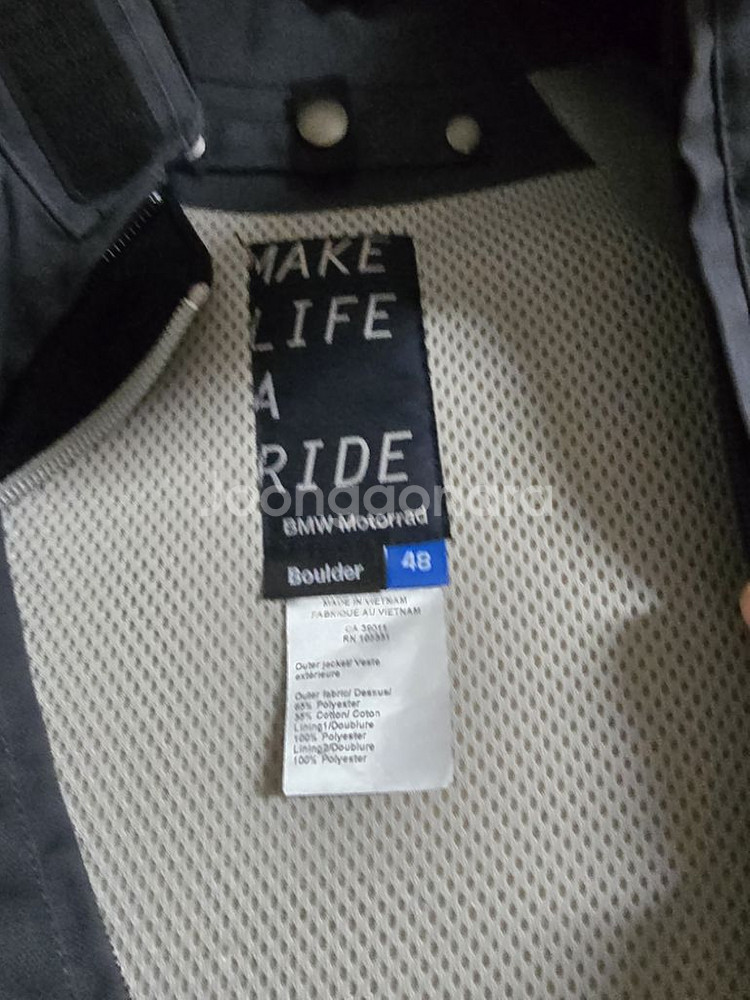 MAKE
LIFE
A
RIDE
Joonggonara
BMW Motorrad
Boulder 48
MADE IN VIETNAM
FABRIQUE AU VIETNAM
CA 39011
Outer jacket/ Veste
extérieure
Outer fabric/ Dessus/
65% Polyester
35% Cotton/ Coton
Lining1/Doublure
100% Polyester
Lining2/Doublure
100% Polyester